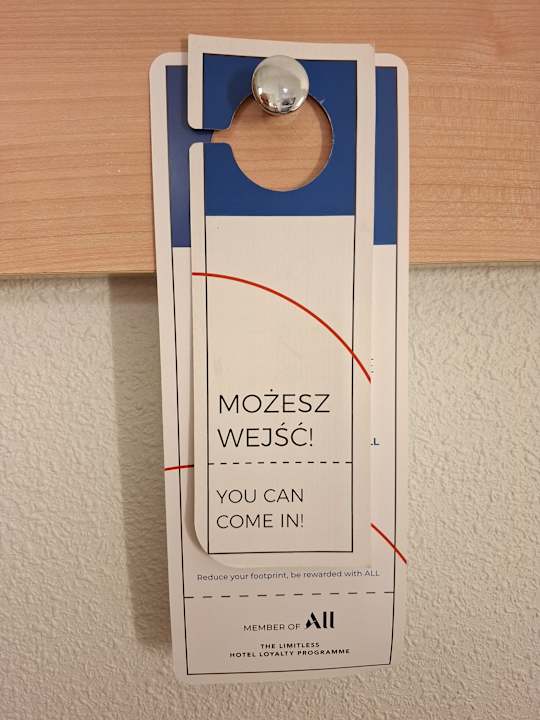 MOŻESZ
WEJŚĆ!
YOU CAN
COME IN!
Reduce your footprint, be rewarded with ALL
MEMBER OF ALL
THE LIMITLESS
HOTEL LOYALTY PROGRAMME